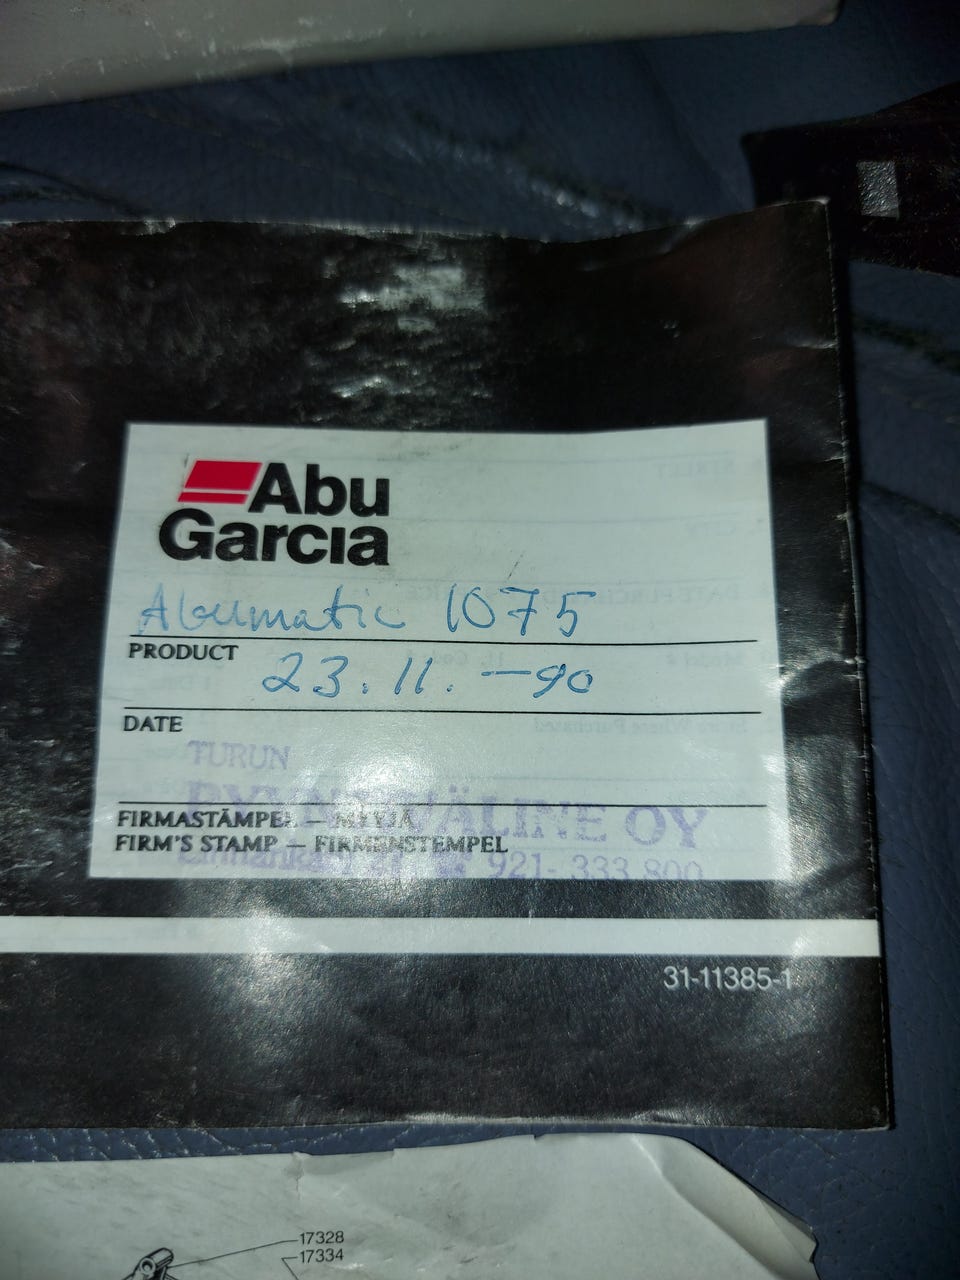 Abu
Garcia
Abumatic 1075
PRODUCT
23.11.-90
DATE
TURUN
OY
FIRMASTÄMPEL – MYYJÄ
FIRM'S STAMP – FIRMENSTEMPEL
921-333 800
31-11385-1
17328
17334